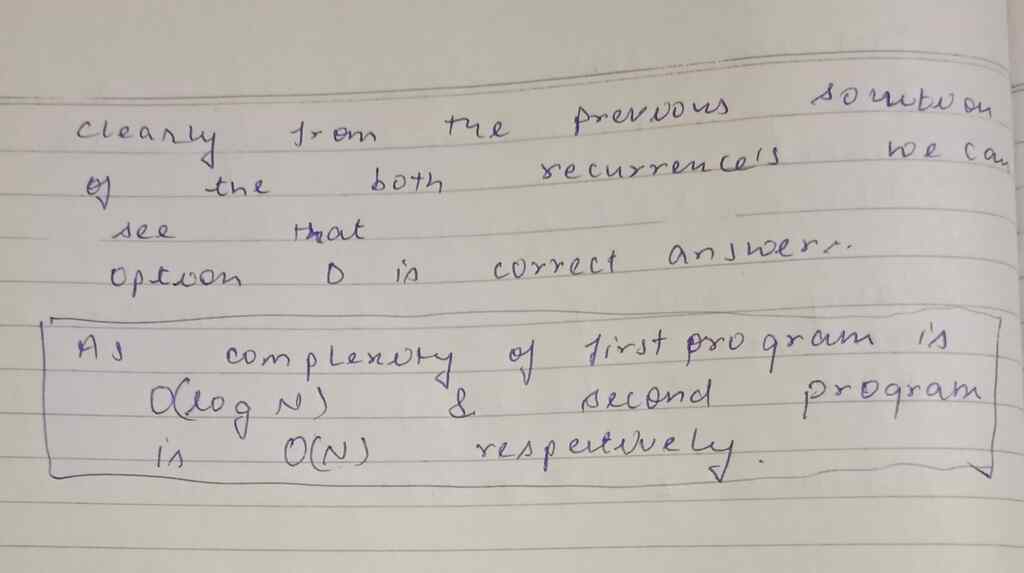 clearly from the previous solution
of the both recurrence's we can
see that
option D is correct answer.
As complexity of first program is
O(log N) & second program
is O(N) respectively.